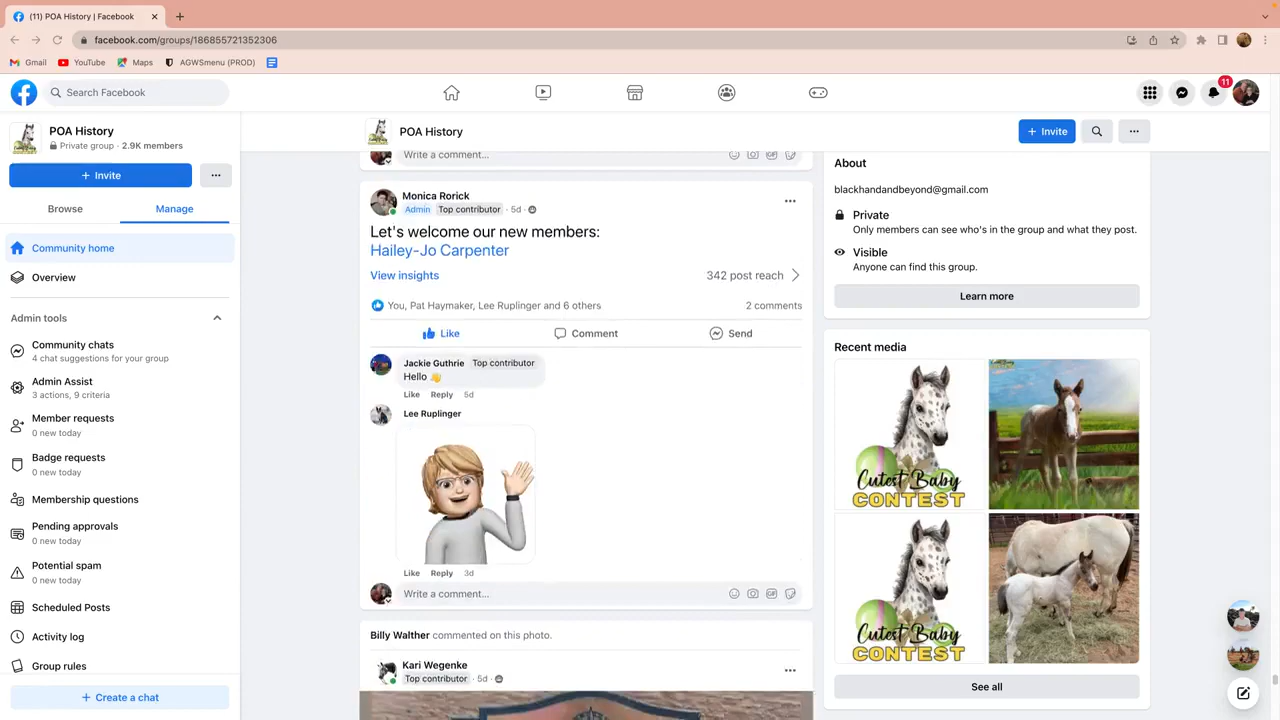 (11) POA History | Facebook
facebook.com/groups/186855721352306
Gmail YouTube Maps AGWSmenu (PROD)
Search Facebook
11
POA History
Private group · 2.9K members
+ Invite
Browse Manage
Community home
Overview
Admin tools
Community chats
4 chat suggestions for your group
Admin Assist
3 actions, 9 criteria
Member requests
0 new today
Badge requests
0 new today
Membership questions
Pending approvals
0 new today
Potential spam
0 new today
Scheduled Posts
Activity log
Group rules
+ Create a chat
POA History
+ Invite
Write a comment...
Monica Rorick
Admin Top contributor · 5d ·
Let's welcome our new members:
Hailey-Jo Carpenter
View insights 342 post reach
You, Pat Haymaker, Lee Ruplinger and 6 others 2 comments
Like Comment Send
Jackie Guthrie Top contributor
Hello 👋
Like Reply 5d
Lee Ruplinger
Like Reply 3d
Write a comment...
Billy Walther commented on this photo.
Kari Wegenke
Top contributor · 5d ·
About
blackhandandbeyond@gmail.com
Private
Only members can see who's in the group and what they post.
Visible
Anyone can find this group.
Learn more
Recent media
Cutest Baby
CONTEST
Cutest Baby
CONTEST
See all